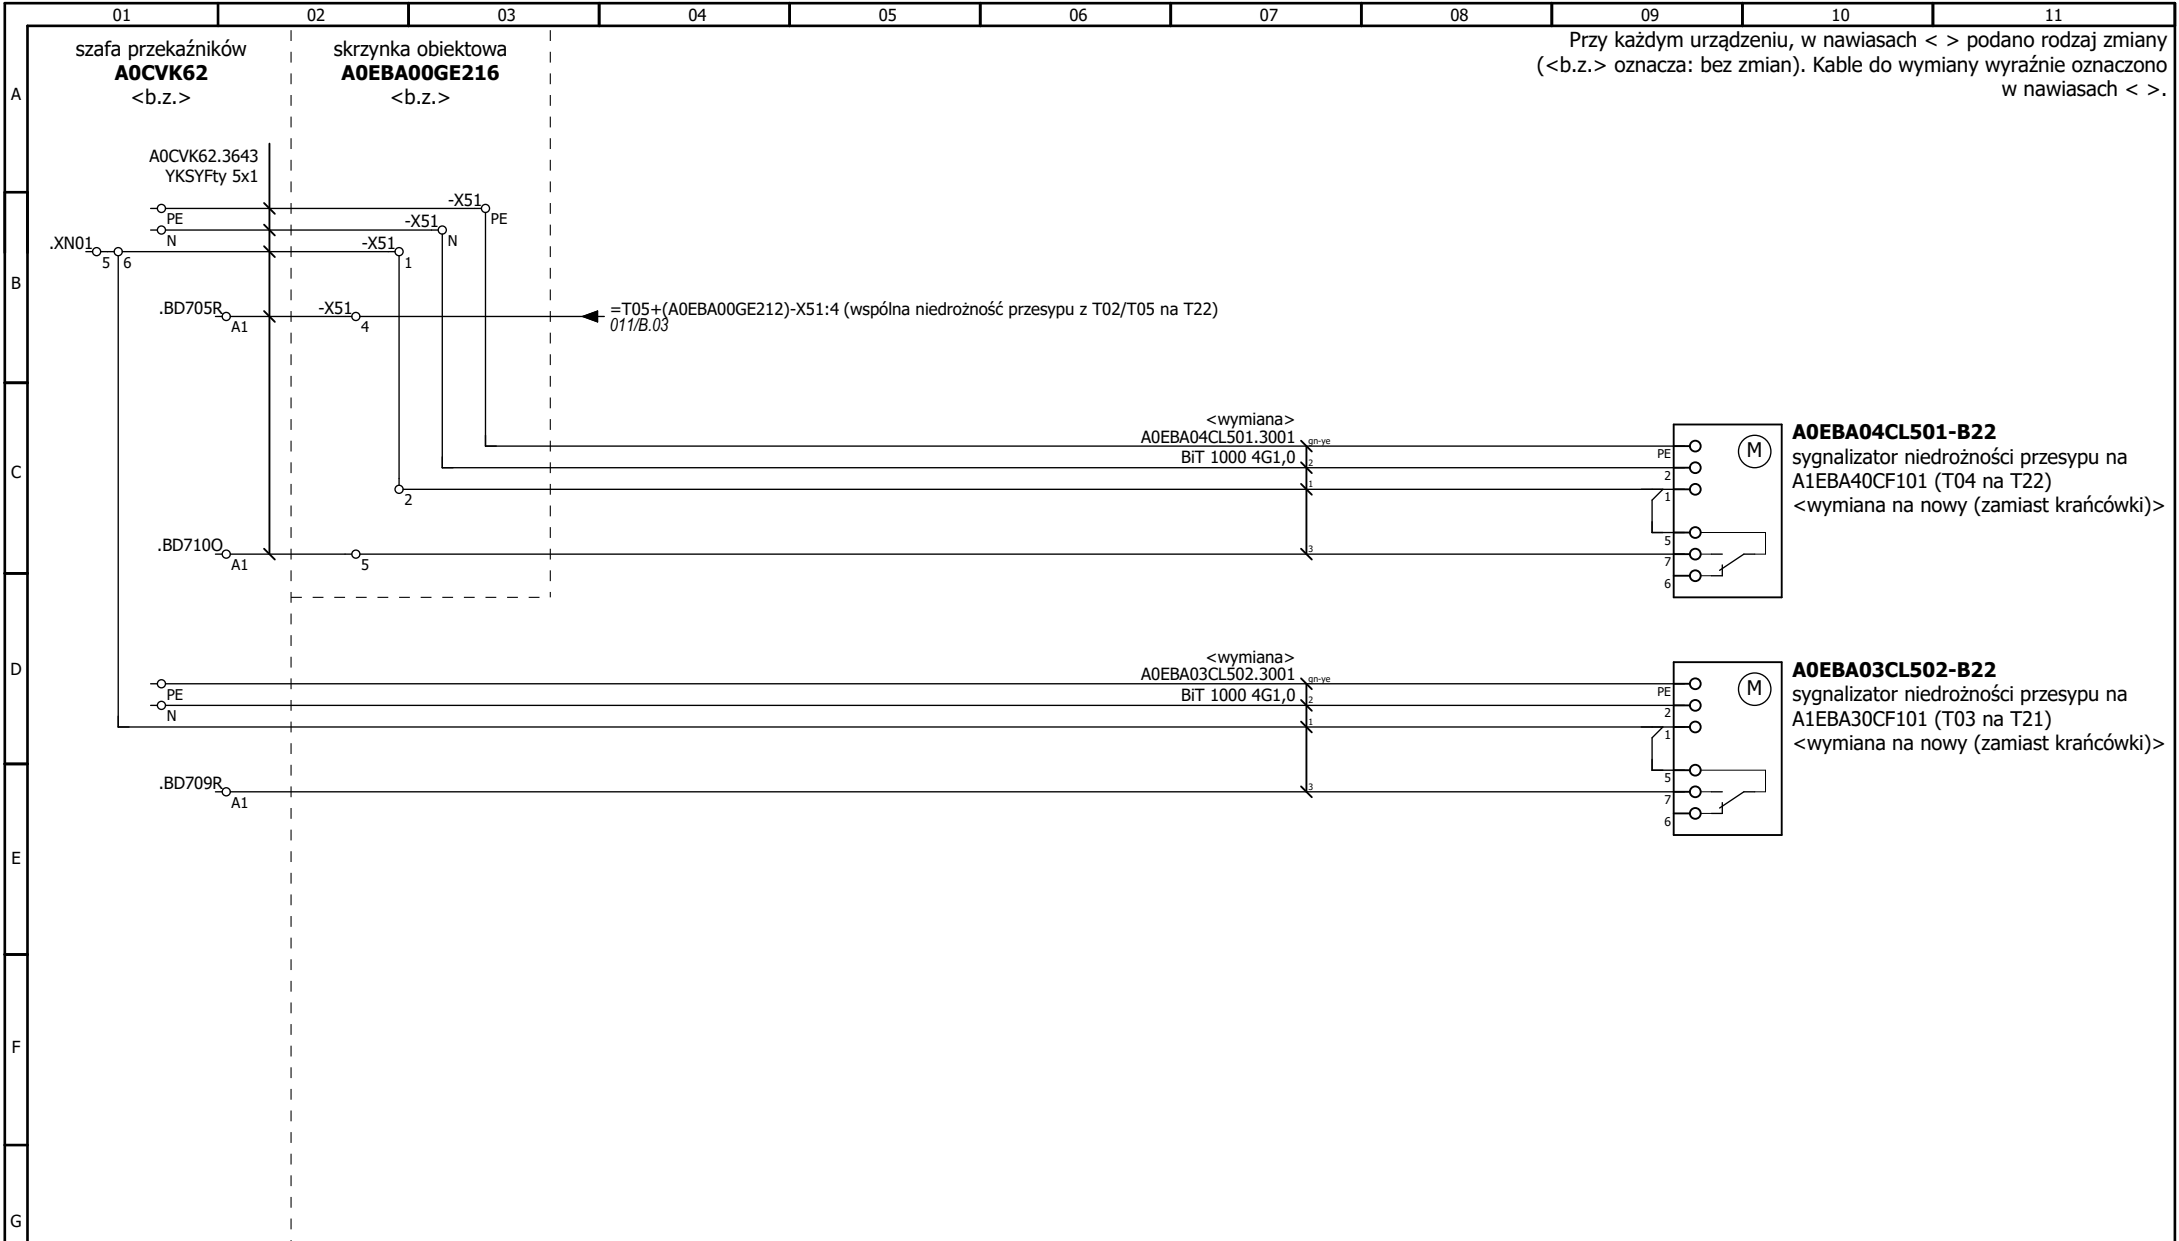 01 02 03 04 05 06 07 08 09 10 11
A
B
C
D
E
F
G
szafa przekaźników
A0CVK62
<b.z.>
skrzynka obiektowa
A0EBA00GE216
<b.z.>
Przy każdym urządzeniu, w nawiasach < > podano rodzaj zmiany
(<b.z.> oznacza: bez zmian). Kable do wymiany wyraźnie oznaczono
w nawiasach < >.
A0CVK62.3643
YKSYFty 5x1
-X51
PE
PE
-X51
N
N
.XN01
5 6
-X51
1
.BD705R
A1
-X51
4
=T05+(A0EBA00GE212)-X51:4 (wspólna niedrożność przesypu z T02/T05 na T22)
011/B.03
<wymiana>
A0EBA04CL501.3001
gn-ye
BiT 1000 4G1,0
2
1
2
.BD710O
A1
5
3
PE
2
1
5
7
6
M
A0EBA04CL501-B22
sygnalizator niedrożności przesypu na
A1EBA40CF101 (T04 na T22)
<wymiana na nowy (zamiast krańcówki)>
PE
N
<wymiana>
A0EBA03CL502.3001
gn-ye
BiT 1000 4G1,0
2
1
.BD709R
A1
3
PE
2
1
5
7
6
M
A0EBA03CL502-B22
sygnalizator niedrożności przesypu na
A1EBA30CF101 (T03 na T21)
<wymiana na nowy (zamiast krańcówki)>